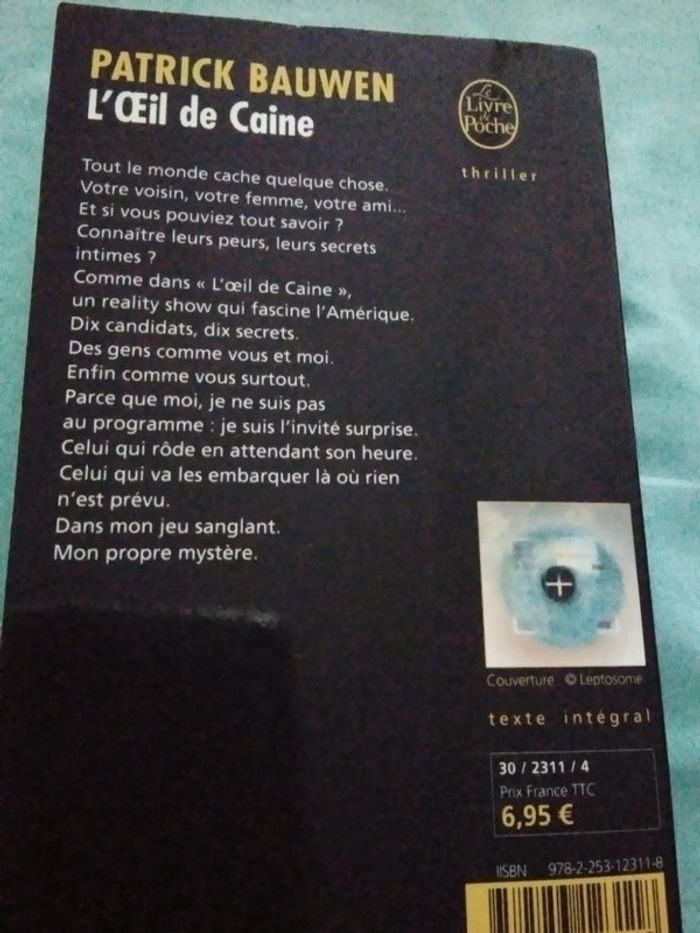 PATRICK BAUWEN
L'Œil de Caine
Le
Livre
de
Poche
thriller
Tout le monde cache quelque chose.
Votre voisin, votre femme, votre ami...
Et si vous pouviez tout savoir ?
Connaître leurs peurs, leurs secrets
intimes ?
Comme dans « L'œil de Caine »,
un reality show qui fascine l'Amérique.
Dix candidats, dix secrets.
Des gens comme vous et moi.
Enfin comme vous surtout.
Parce que moi, je ne suis pas
au programme : je suis l'invité surprise.
Celui qui rôde en attendant son heure.
Celui qui va les embarquer là où rien
n'est prévu.
Dans mon jeu sanglant.
Mon propre mystère.
Couverture © Leptosome
texte intégral
30 / 2311 / 4
Prix France TTC
6,95 €
ISBN 978-2-253-12311-8